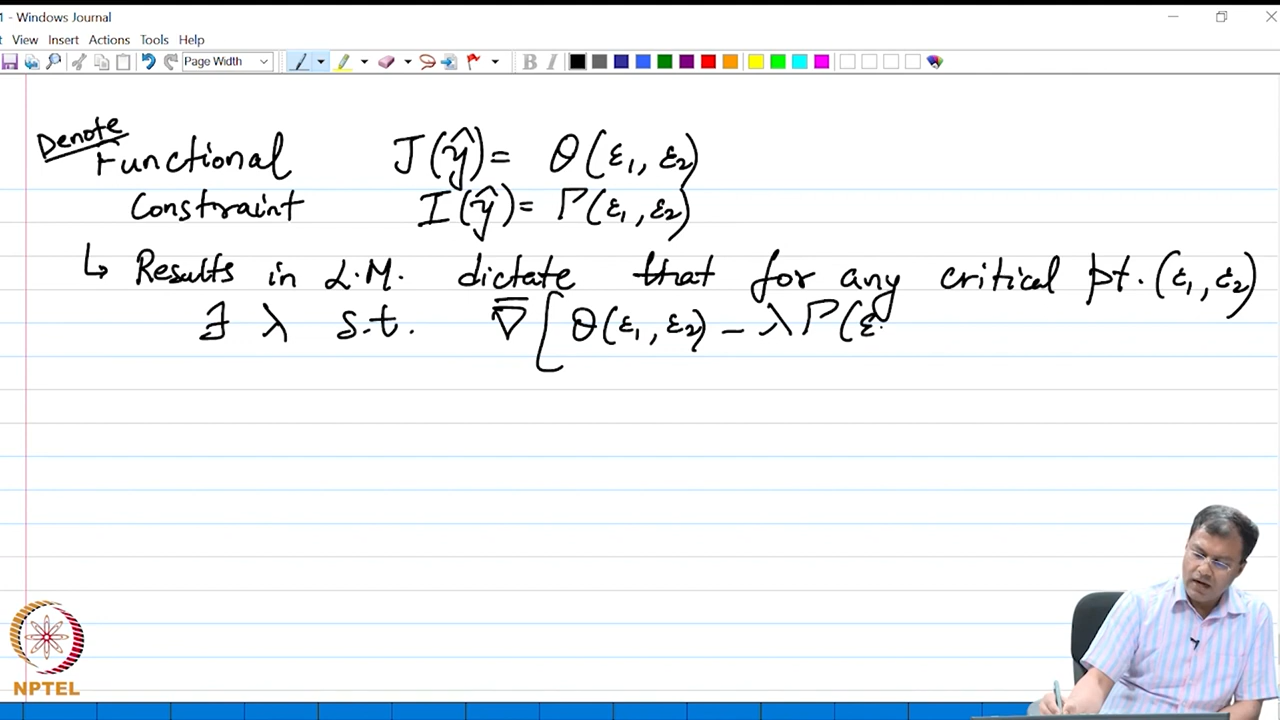 1 - Windows Journal
View Insert Actions Tools Help
Page Width
B I
Denote
Functional J(ŷ) = Θ(ε₁, ε₂)
Constraint I(ŷ) = Γ(ε₁, ε₂)
↳ Results in L.M. dictate that for any critical pt. (ε₁, ε₂)
∃ λ s.t. ∇̅ [Θ(ε₁, ε₂) - λ Γ(ε
NPTEL